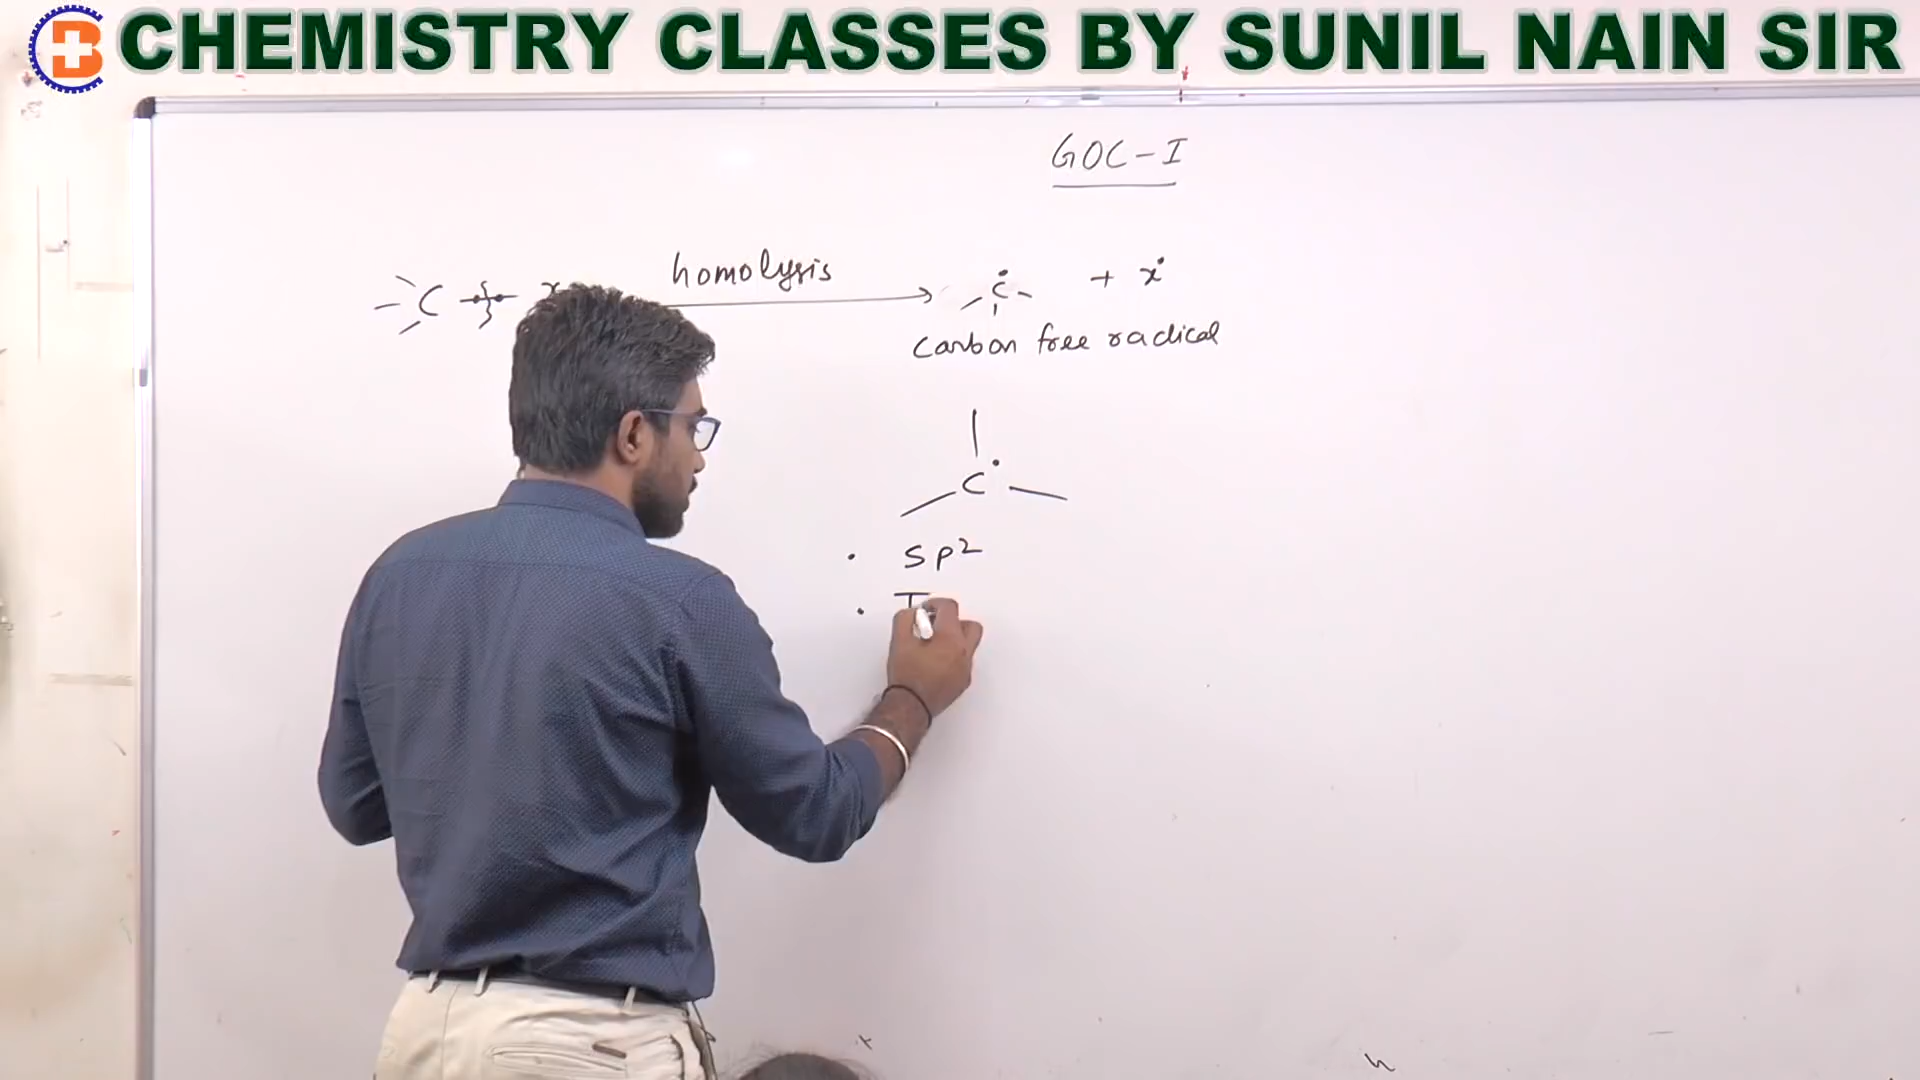 CHEMISTRY CLASSES BY SUNIL NAIN SIR
GOC-I
C x homolysis Ċ + ẋ
carbon free radical
C
• sp²
•